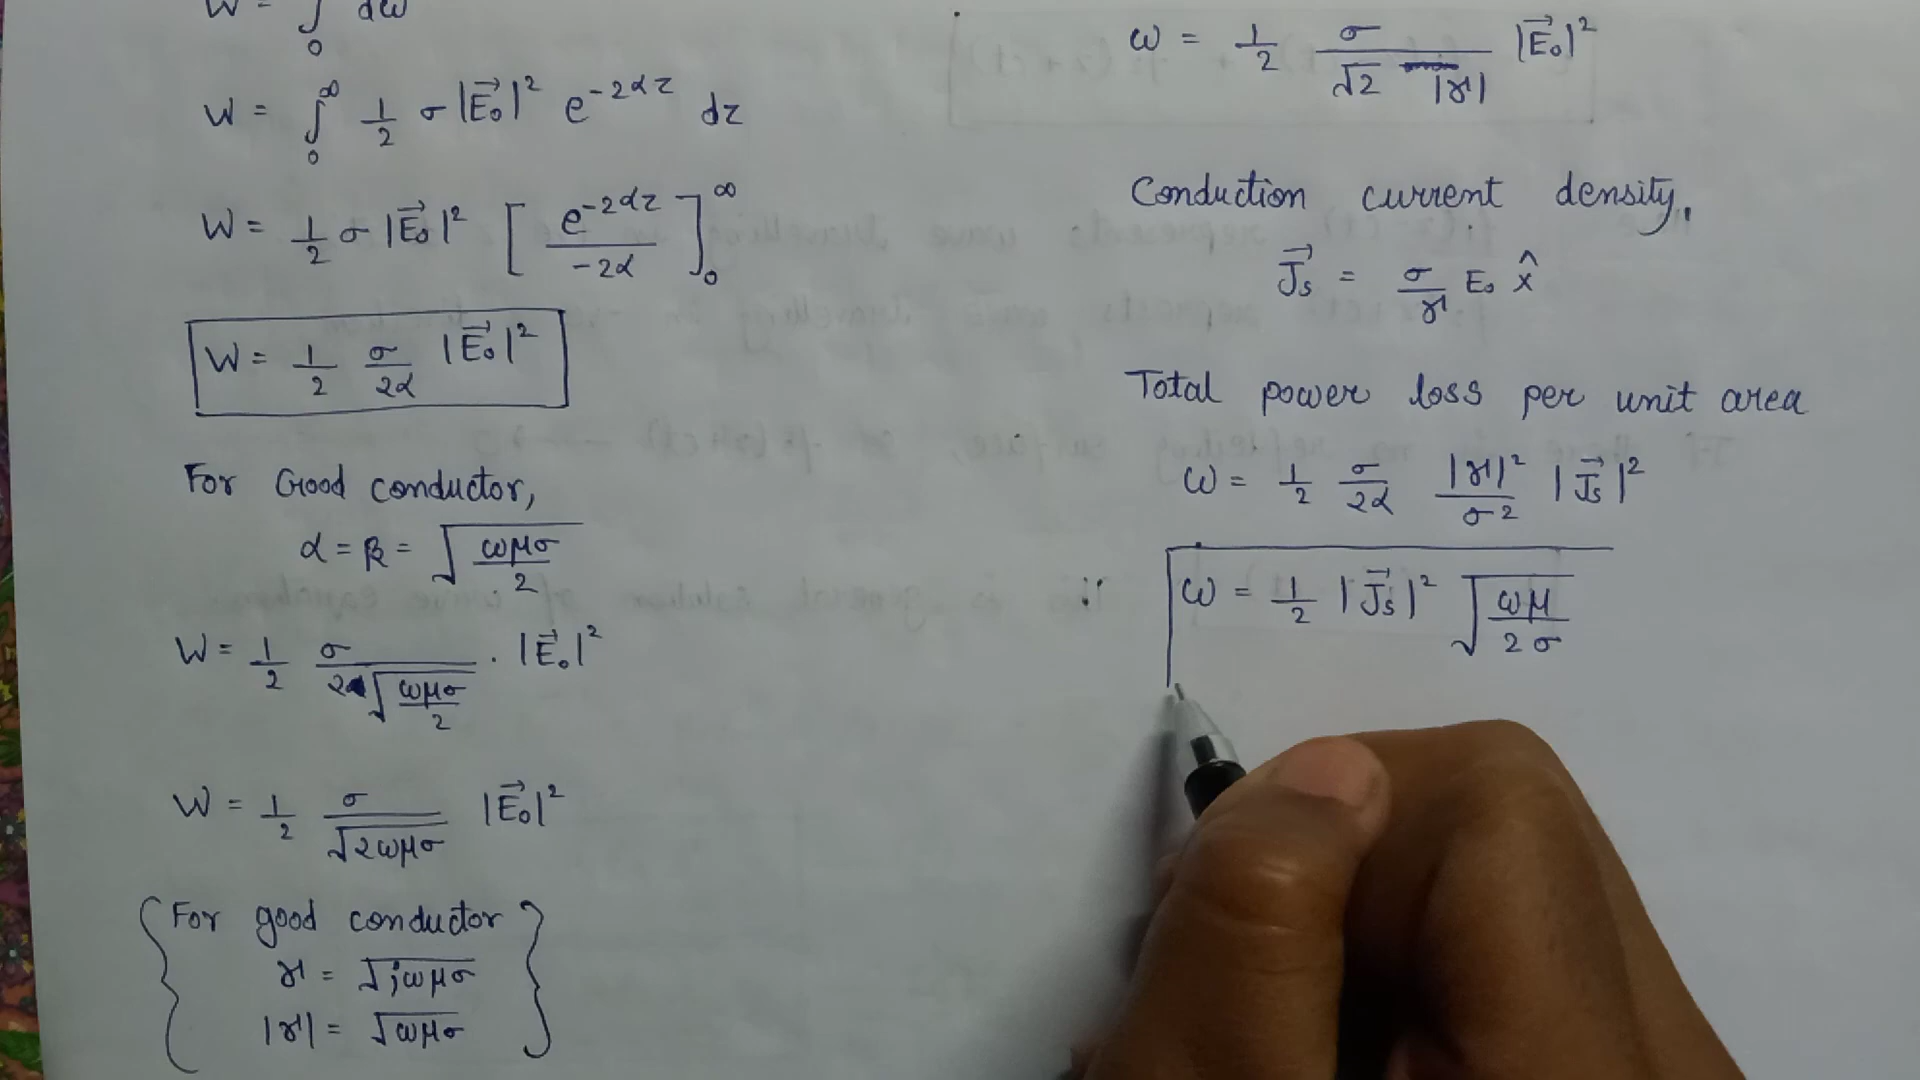 W = ∫₀ dω
W = ∫₀^∞ 1/2 σ |E⃗₀|² e^(-2αz) dz
W = 1/2 σ |E⃗₀|² [ e^(-2αz) / -2α ]₀^∞
W = 1/2 σ/2α |E⃗₀|²
For Good conductor,
α = β = √(ωμσ/2)
W = 1/2 σ/(2√(ωμσ/2)) . |E⃗₀|²
W = 1/2 σ/√(2ωμσ) |E⃗₀|²
{ For good conductor
γ = √(jωμσ)
|γ| = √(ωμσ) }
ω = 1/2 σ/(√2 |γ|) |E⃗₀|²
Conduction current density,
J⃗s = σ/γ E₀ x̂
Total power loss per unit area
ω = 1/2 σ/2α |γ|²/σ² |J⃗s|²
ω = 1/2 |J⃗s|² √(ωμ/2σ)